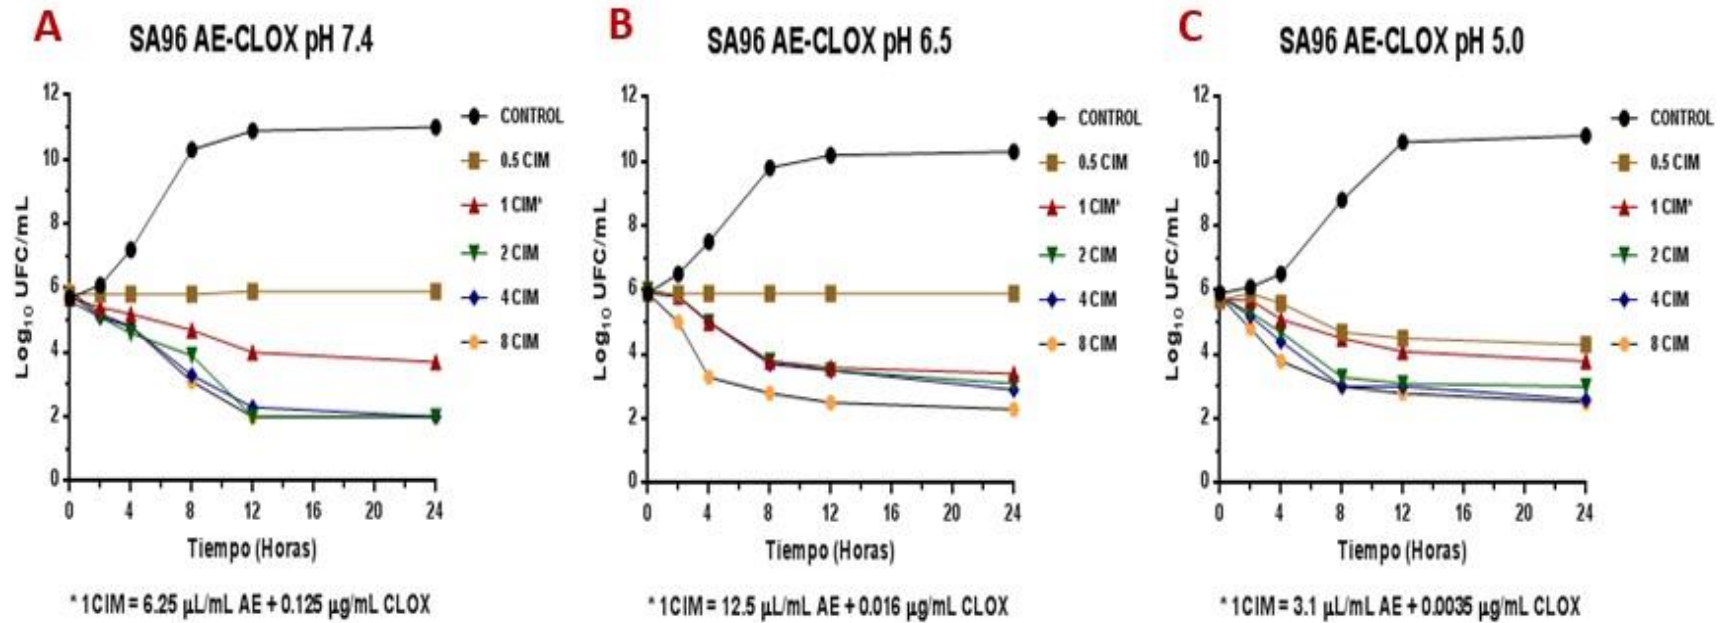 A
SA96 AE-CLOX pH 7.4
12
10
8
6
4
2
0
Log₁₀ UFC/mL
0 4 8 12 16 20 24
Tiempo (Horas)
CONTROL
0.5 CIM
1 CIM*
2 CIM
4 CIM
8 CIM
* 1CIM = 6.25 µL/mL AE + 0.125 µg/mL CLOX
B
SA96 AE-CLOX pH 6.5
12
10
8
6
4
2
0
Log₁₀ UFC/mL
0 4 8 12 16 20 24
Tiempo (Horas)
CONTROL
0.5 CIM
1 CIM*
2 CIM
4 CIM
8 CIM
* 1CIM = 12.5 µL/mL AE + 0.016 µg/mL CLOX
C
SA96 AE-CLOX pH 5.0
12
10
8
6
4
2
0
Log₁₀ UFC/mL
0 4 8 12 16 20 24
Tiempo (Horas)
CONTROL
0.5 CIM
1 CIM*
2 CIM
4 CIM
8 CIM
* 1CIM = 3.1 µL/mL AE + 0.0035 µg/mL CLOX